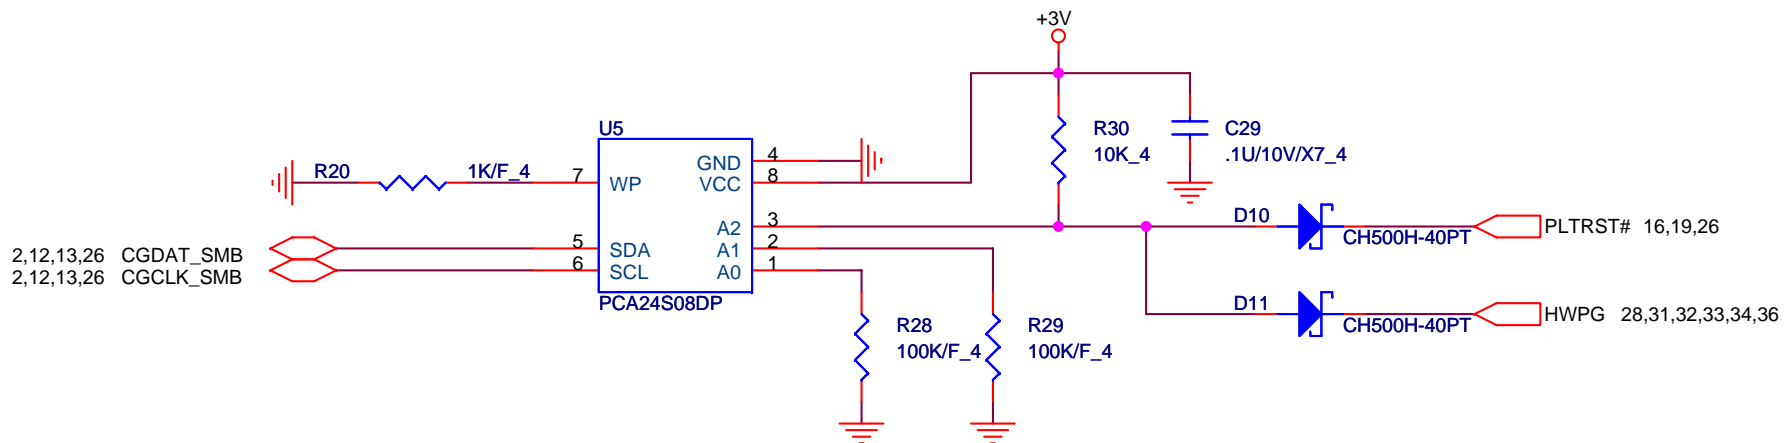 +3V
U5
R30
10K_4
C29
.1U/10V/X7_4
R20
1K/F_4
7
WP
GND
4
VCC
8
A2
3
D10
CH500H-40PT
PLTRST# 16,19,26
2,12,13,26 CGDAT_SMB
5
SDA
A1
2
2,12,13,26 CGCLK_SMB
6
SCL
A0
1
PCA24S08DP
D11
CH500H-40PT
HWPG 28,31,32,33,34,36
R28
100K/F_4
R29
100K/F_4